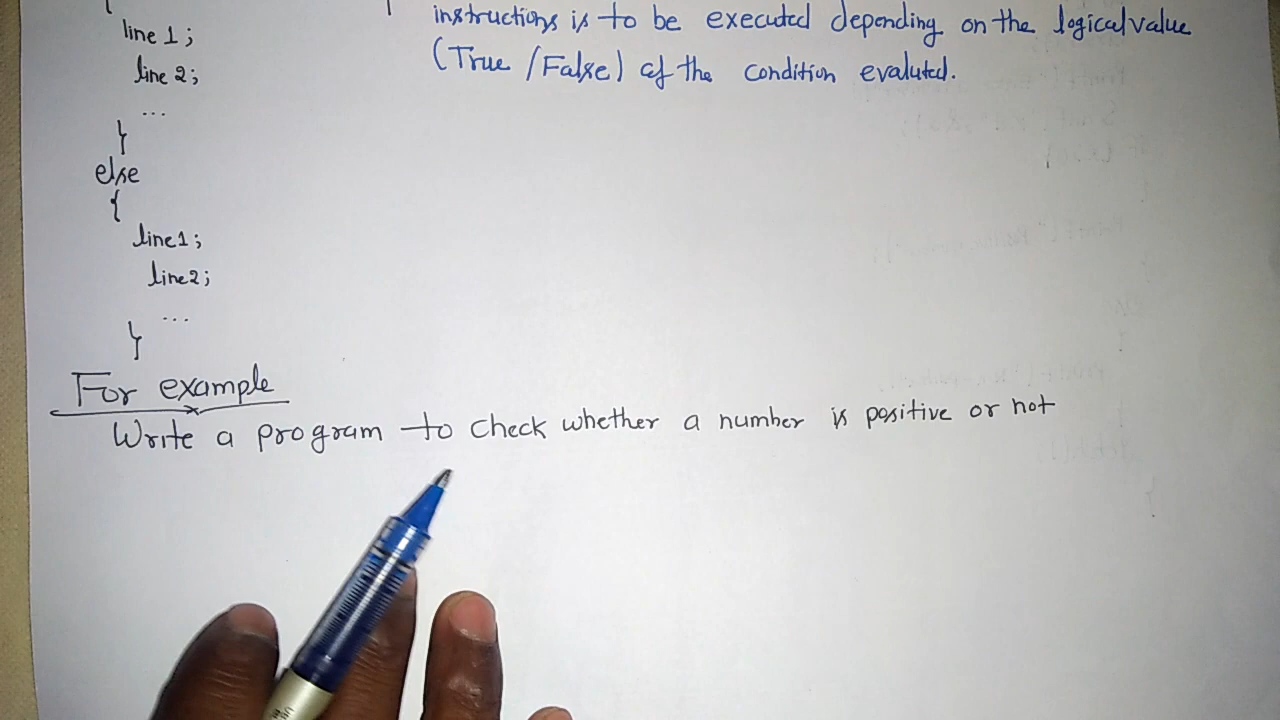 {
line 1;
line 2;
...
}
else
{
line1;
line2;
...
}
instructions is to be executed depending on the logical value
(True / False) of the condition evaluted.
For example
Write a program to check whether a number is positive or not